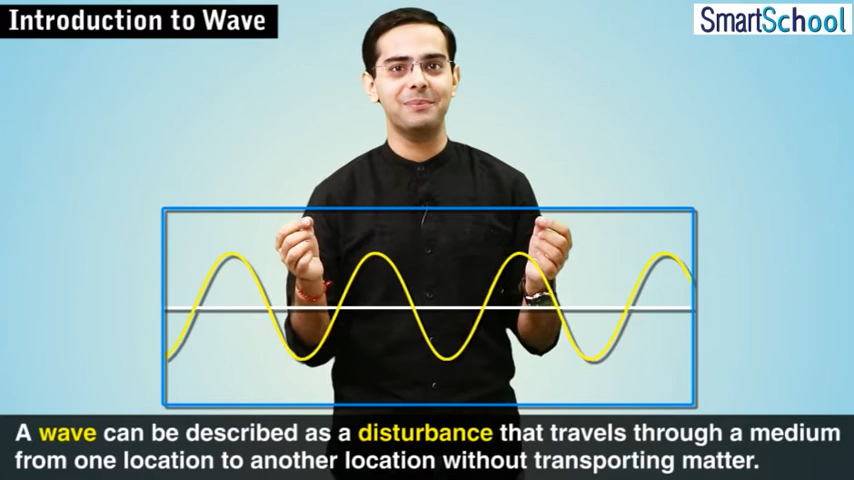 Introduction to Wave
SmartSchool
A wave can be described as a disturbance that travels through a medium
from one location to another location without transporting matter.